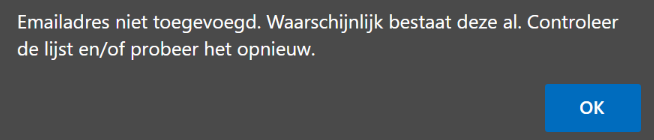 Emailadres niet toegevoegd. Waarschijnlijk bestaat deze al. Controleer
de lijst en/of probeer het opnieuw.
OK